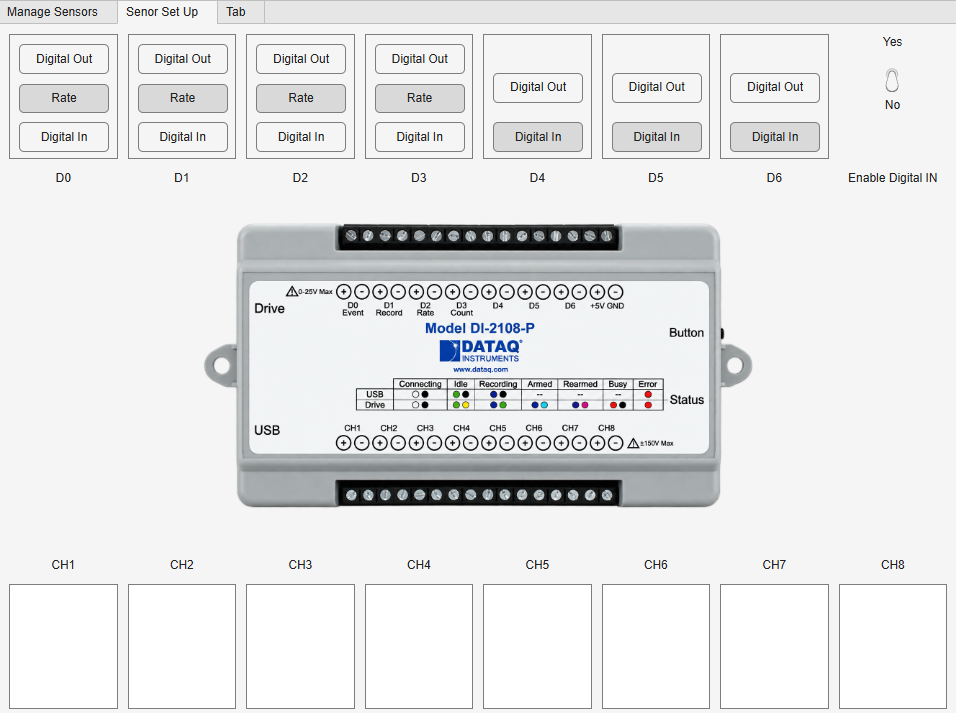 Manage Sensors Senor Set Up Tab
Digital Out Digital Out Digital Out Digital Out Yes
Digital Out Digital Out Digital Out
Rate Rate Rate Rate
No
Digital In Digital In Digital In Digital In Digital In Digital In Digital In
D0 D1 D2 D3 D4 D5 D6 Enable Digital IN
0-25V Max + - + - + - + - + - + - + - + -
Drive D0 D1 D2 D3 D4 D5 D6 +5V GND
Event Record Rate Count
Model DI-2108-P
Button
DATAQ®
INSTRUMENTS
www.dataq.com
Connecting Idle Recording Armed Rearmed Busy Error
USB -- -- --
Drive
Status
USB CH1 CH2 CH3 CH4 CH5 CH6 CH7 CH8
+ - + - + - + - + - + - + - + - ±150V Max
CH1 CH2 CH3 CH4 CH5 CH6 CH7 CH8